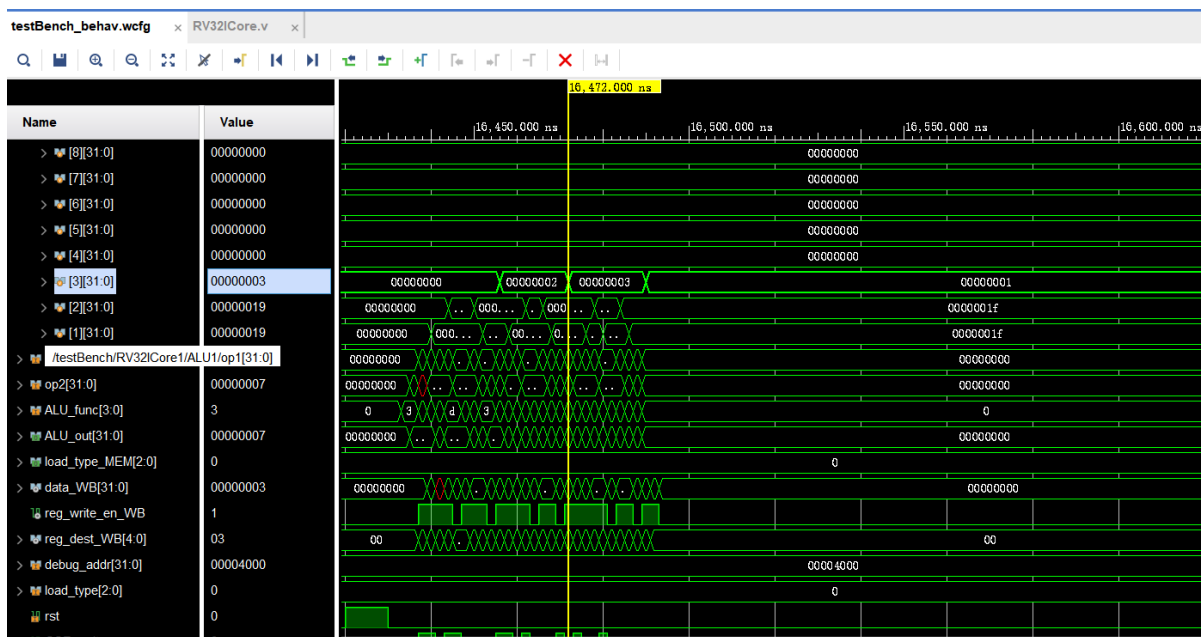 testBench_behav.wcfg × RV32ICore.v ×
16,472.000 ns
Name Value
16,450.000 ns 16,500.000 ns 16,550.000 ns 16,600.000 ns
[8][31:0] 00000000 00000000
[7][31:0] 00000000 00000000
[6][31:0] 00000000 00000000
[5][31:0] 00000000 00000000
[4][31:0] 00000000 00000000
[3][31:0] 00000003 00000000 00000002 00000003 00000001
[2][31:0] 00000019 00000000 .. 000... . 000 .. .. 0000001f
[1][31:0] 00000019 00000000 000... .. 00... 0... . .. 0000001f
/testBench/RV32ICore1/ALU1/op1[31:0] 00000000 . . . . 00000000
op2[31:0] 00000007 00000000 .. .. .. .. .. .. 00000000
ALU_func[3:0] 3 0 3 d 3 0
ALU_out[31:0] 00000007 00000000 .. .. . 00000000
load_type_MEM[2:0] 0 0
data_WB[31:0] 00000003 00000000 . . . . 00000000
reg_write_en_WB 1
reg_dest_WB[4:0] 03 00 . 00
debug_addr[31:0] 00004000 00004000
load_type[2:0] 0 0
rst 0